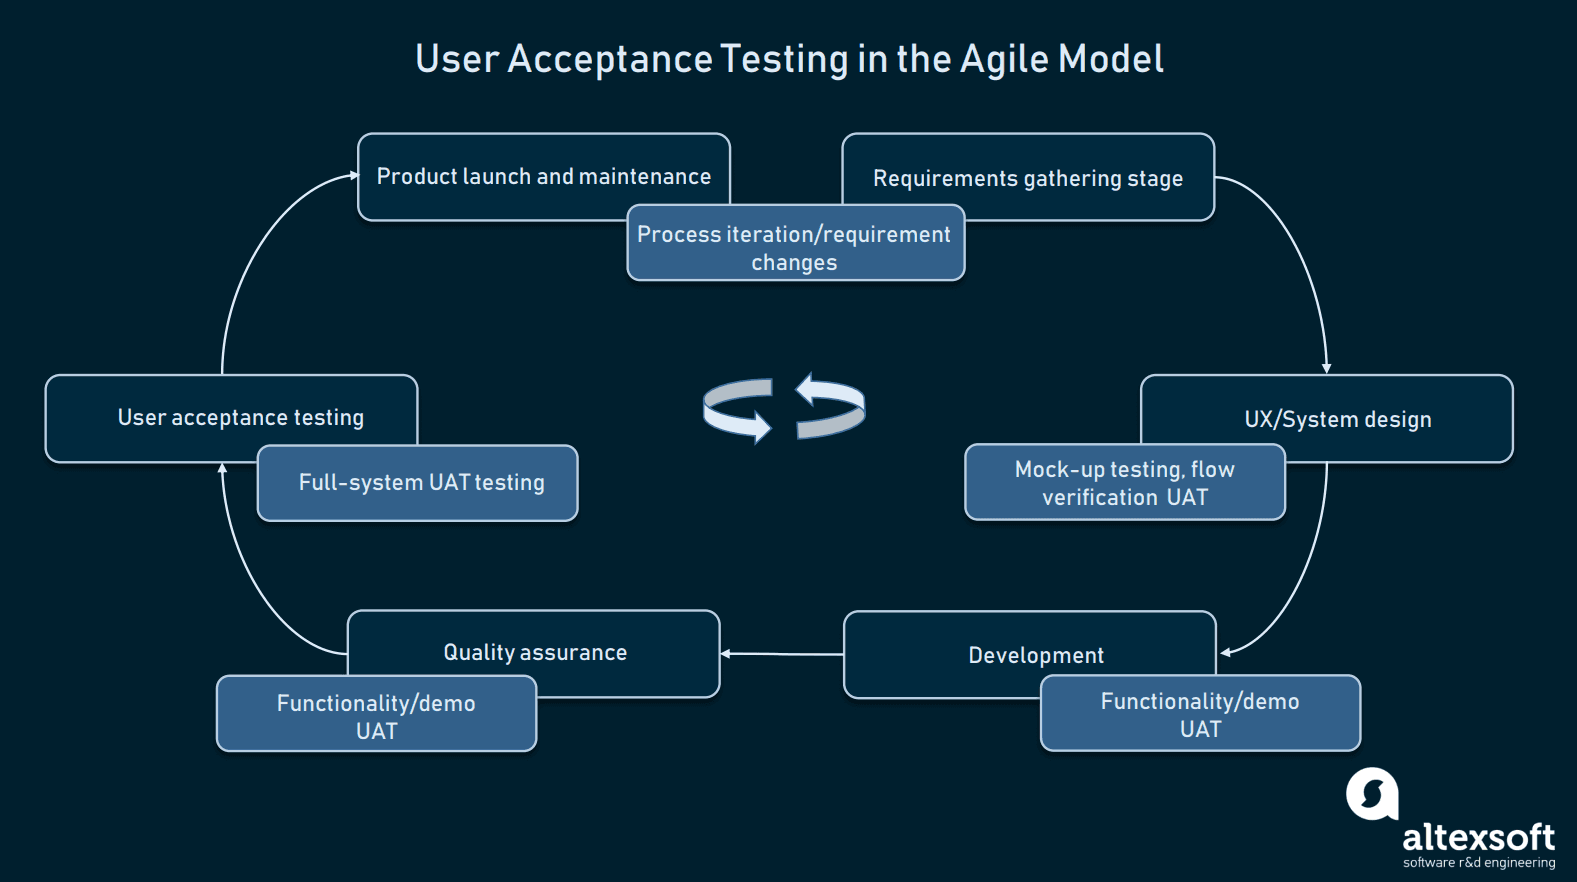 User Acceptance Testing in the Agile Model
Product launch and maintenance
Requirements gathering stage
Process iteration/requirement
changes
User acceptance testing
Full-system UAT testing
UX/System design
Mock-up testing, flow
verification UAT
Quality assurance
Functionality/demo
UAT
Development
Functionality/demo
UAT
altexsoft
software r&d engineering